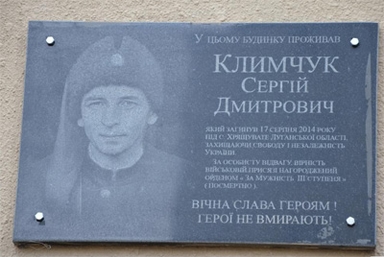 У ЦЬОМУ БУДИНКУ ПРОЖИВАВ
КЛИМЧУК
СЕРГІЙ
ДМИТРОВИЧ
ЯКИЙ ЗАГИНУВ 17 СЕРПНЯ 2014 РОКУ
ПІД С. ХРЯЩУВАТЕ ЛУГАНСЬКОЇ ОБЛАСТІ,
ЗАХИЩАЮЧИ СВОБОДУ І НЕЗАЛЕЖНІСТЬ
УКРАЇНИ.
ЗА ОСОБИСТУ ВІДВАГУ, ВІРНІСТЬ
ВІЙСЬКОВІЙ ПРИСЯЗІ НАГОРОДЖЕНИЙ
ОРДЕНОМ « ЗА МУЖНІСТЬ III СТУПЕНЯ »
( ПОСМЕРТНО ).
ВІЧНА СЛАВА ГЕРОЯМ !
ГЕРОЇ НЕ ВМИРАЮТЬ !